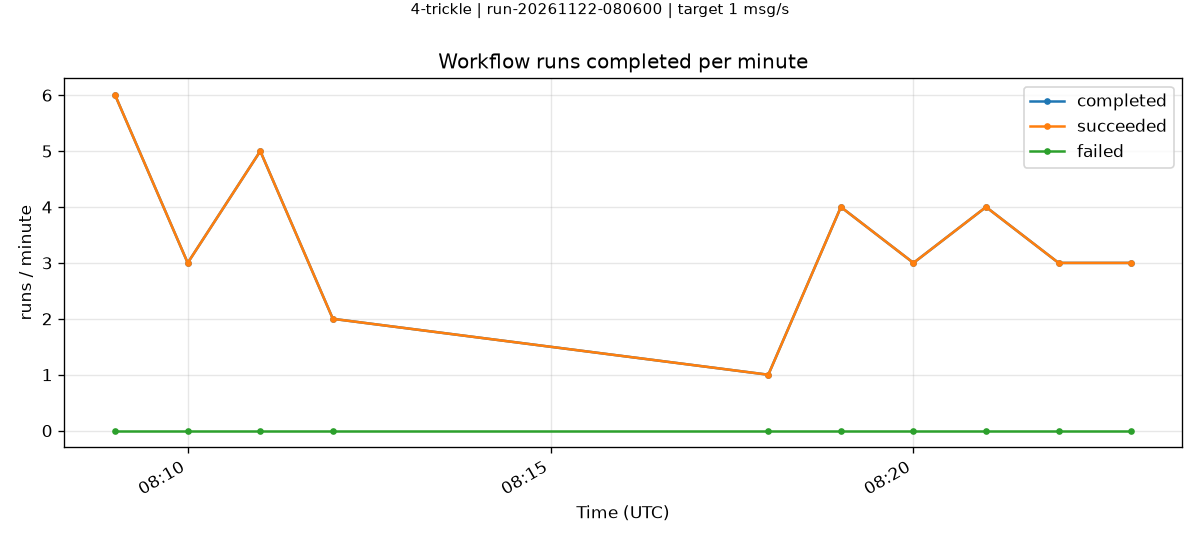 4-trickle | run-20261122-080600 | target 1 msg/s
Workflow runs completed per minute
completed
succeeded
failed
runs / minute
6
5
4
3
2
1
0
08:10
08:15
08:20
Time (UTC)